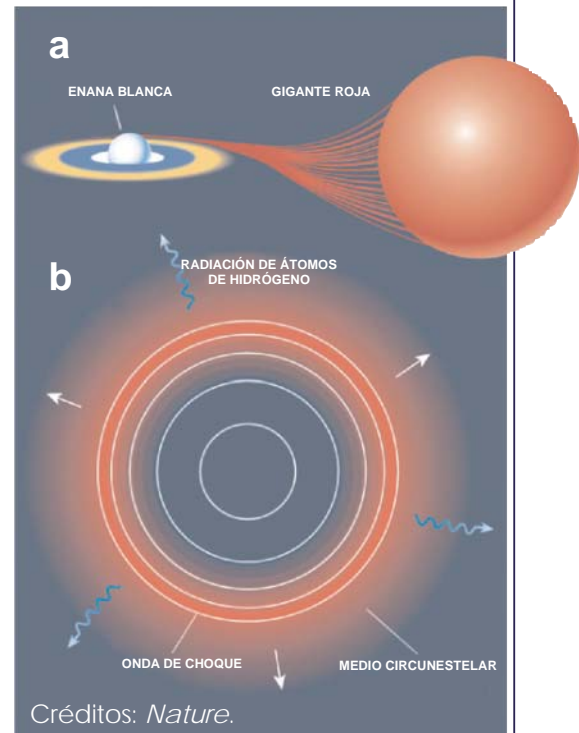 a
ENANA BLANCA
GIGANTE ROJA
b
RADIACIÓN DE ÁTOMOS
DE HIDRÓGENO
ONDA DE CHOQUE
MEDIO CIRCUNESTELAR
Créditos: Nature.